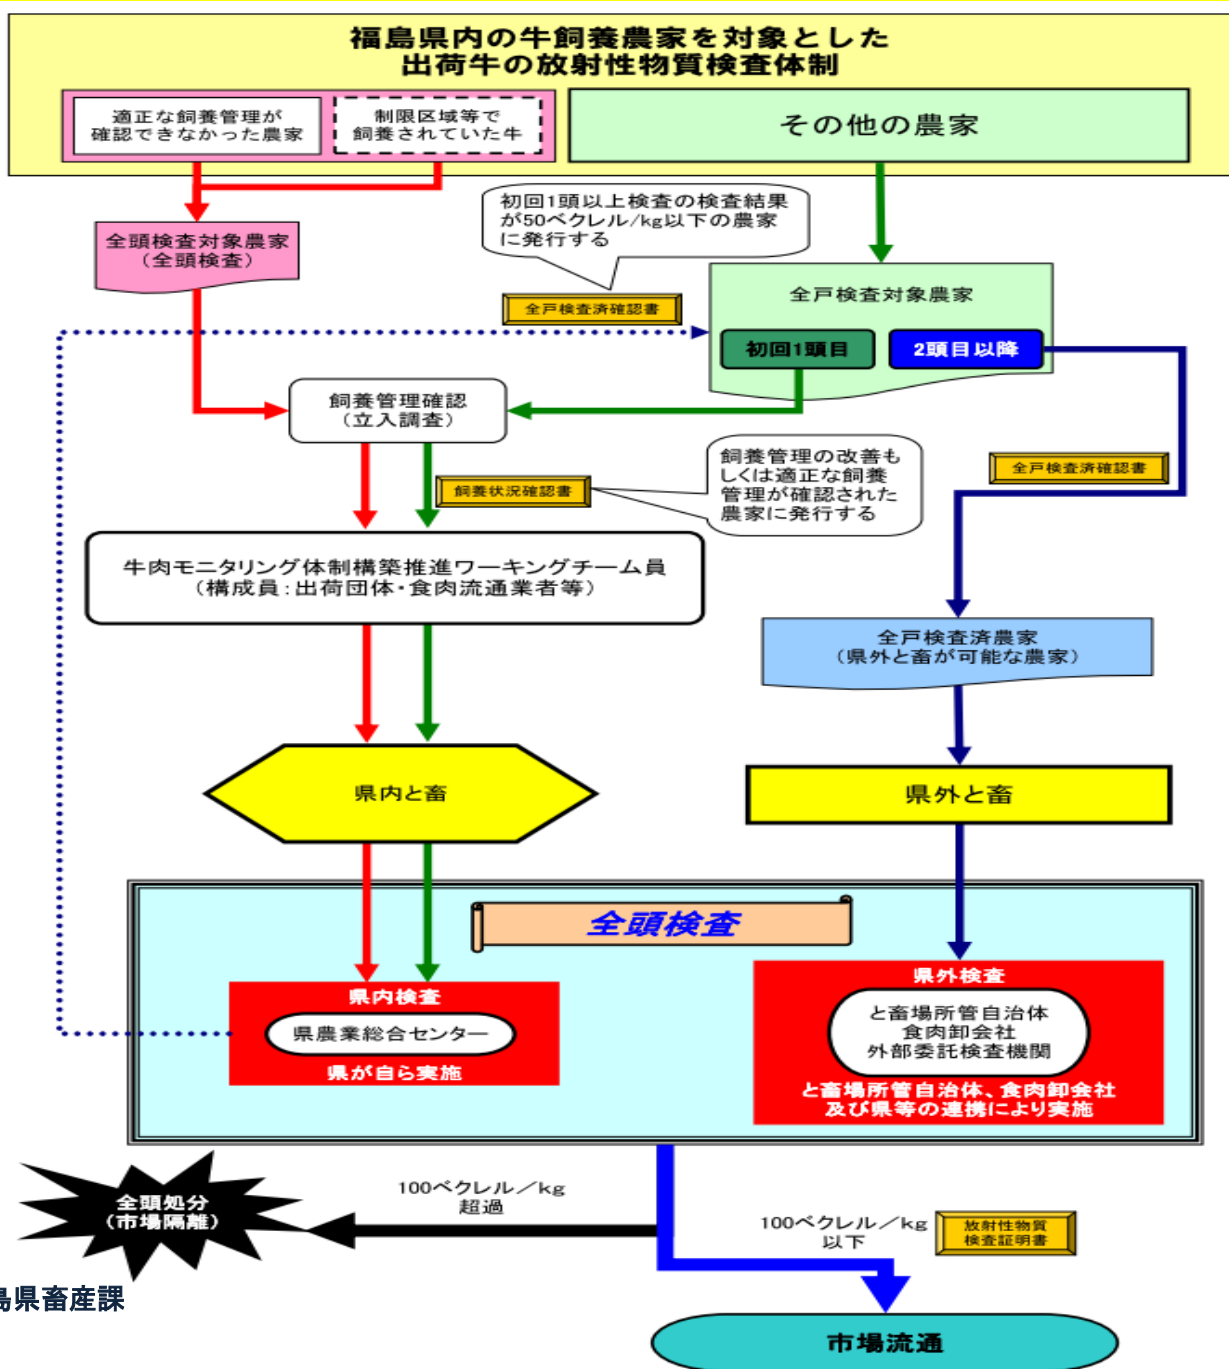 福島県内の牛飼養農家を対象とした
出荷牛の放射性物質検査体制
適正な飼養管理が
確認できなかった農家
制限区域等で
飼養されていた牛
その他の農家
初回1頭以上検査の検査結果
が50ベクレル/kg以下の農家
に発行する
全頭検査対象農家
(全頭検査)
全戸検査済確認書
全戸検査対象農家
初回1頭目
2頭目以降
飼養管理確認
(立入調査)
飼養管理の改善も
しくは適正な飼養
管理が確認された
農家に発行する
全戸検査済確認書
飼養状況確認書
牛肉モニタリング体制構築推進ワーキングチーム員
(構成員:出荷団体・食肉流通業者等)
全戸検査済農家
(県外と畜が可能な農家)
県内と畜
県外と畜
全頭検査
県内検査
県農業総合センター
県が自ら実施
県外検査
と畜場所管自治体
食肉卸会社
外部委託検査機関
と畜場所管自治体、食肉卸会社
及び県等の連携により実施
全頭処分
(市場隔離)
100ベクレル/kg
超過
100ベクレル/kg
以下
放射性物質
検査証明書
島県畜産課
市場流通